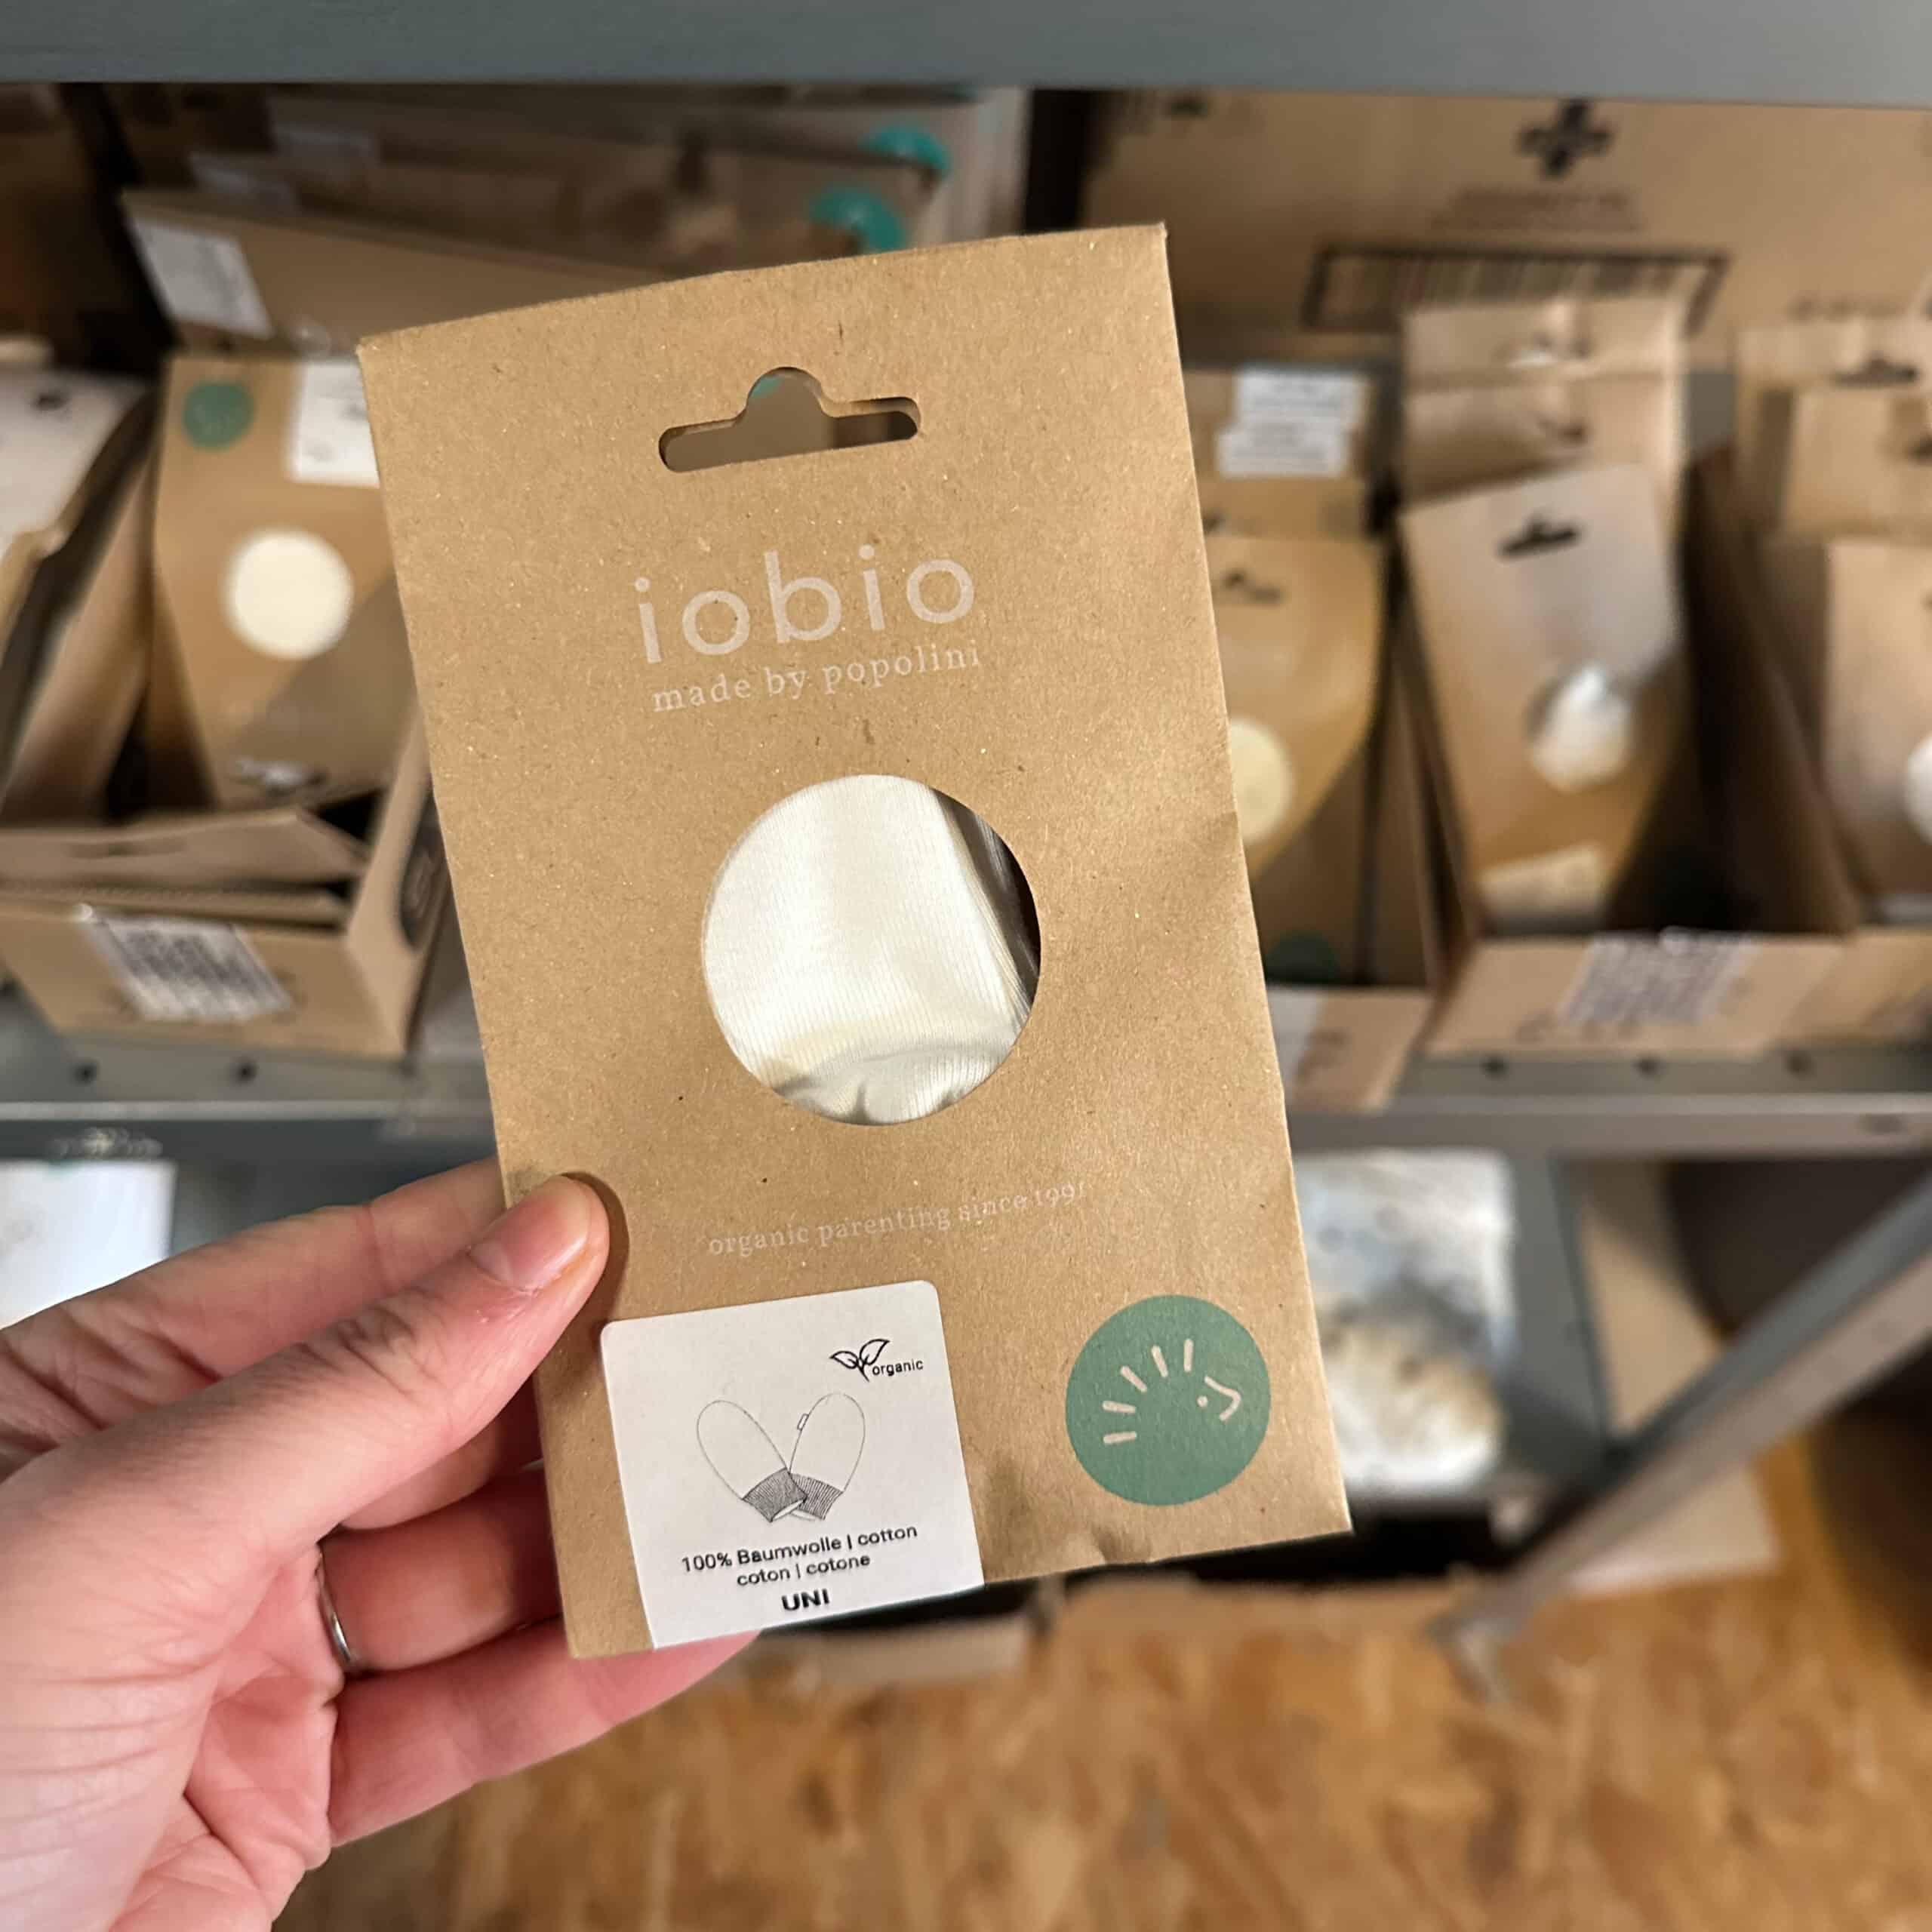 iobio
made by popolini
organic parenting since 1991
organic
100% Baumwolle | cotton
coton | cotone
UNI